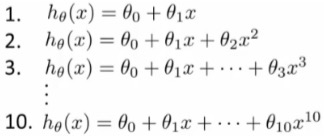 1. hθ(x) = θ₀ + θ₁x
2. hθ(x) = θ₀ + θ₁x + θ₂x²
3. hθ(x) = θ₀ + θ₁x + ⋯ + θ₃x³
⋮
10. hθ(x) = θ₀ + θ₁x + ⋯ + θ₁₀x¹⁰